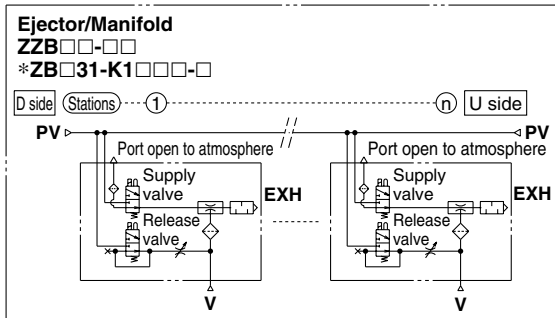 Ejector/Manifold
ZZB□□-□□
*ZB□31-K1□□□-□
D side Stations 1 n U side
PV PV
Port open to atmosphere Port open to atmosphere
Supply valve EXH Supply valve EXH
Release valve Release valve
V V